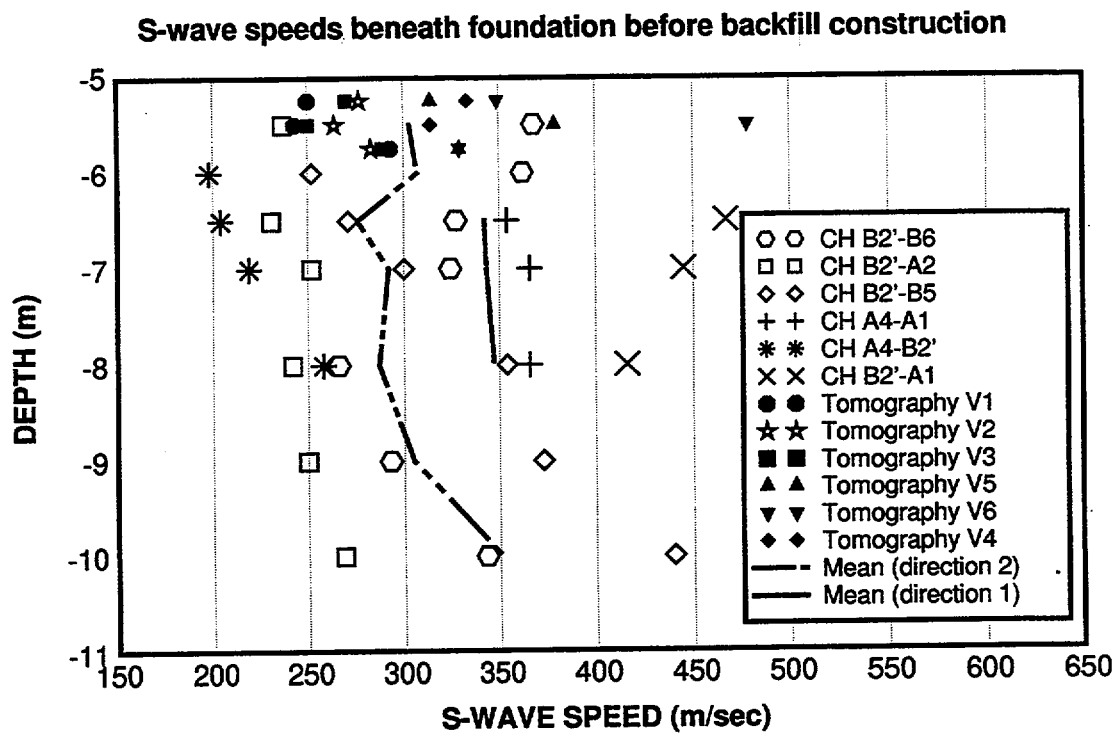 S-wave speeds beneath foundation before backfill construction
-5
-6
-7
-8
-9
-10
-11
DEPTH (m)
CH B2'-B6
CH B2'-A2
CH B2'-B5
CH A4-A1
CH A4-B2'
CH B2'-A1
Tomography V1
Tomography V2
Tomography V3
Tomography V5
Tomography V6
Tomography V4
Mean (direction 2)
Mean (direction 1)
150 200 250 300 350 400 450 500 550 600 650
S-WAVE SPEED (m/sec)